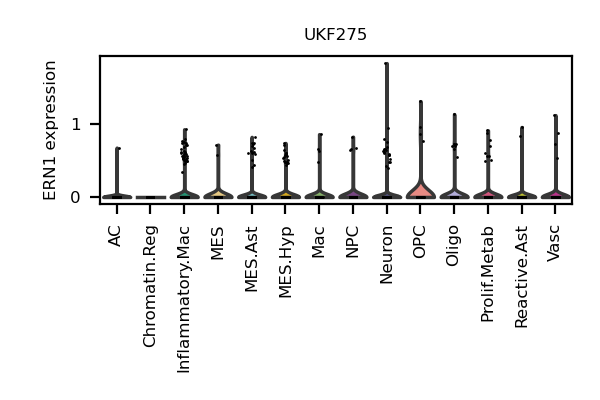 UKF275
ERN1 expression
1
0
AC
Chromatin.Reg
Inflammatory.Mac
MES
MES.Ast
MES.Hyp
Mac
NPC
Neuron
OPC
Oligo
Prolif.Metab
Reactive.Ast
Vasc